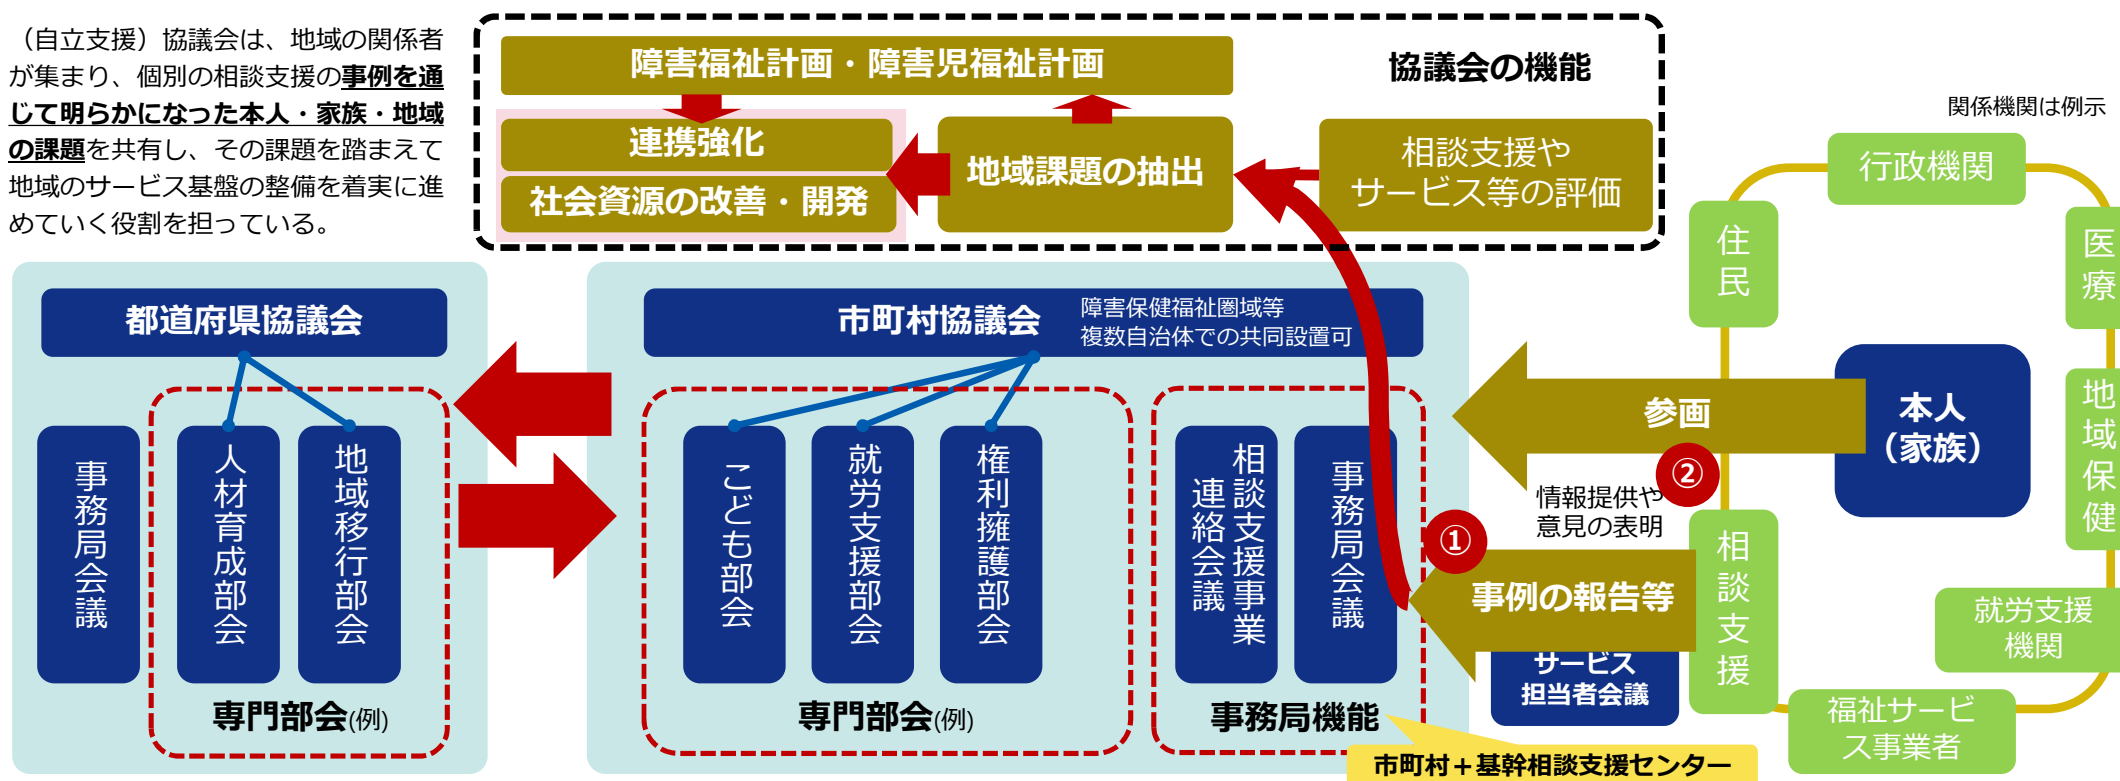 （自立支援）協議会は、地域の関係者
が集まり、個別の相談支援の事例を通
じて明らかになった本人・家族・地域
の課題を共有し、その課題を踏まえて
地域のサービス基盤の整備を着実に進
めていく役割を担っている。
障害福祉計画・障害児福祉計画
協議会の機能
連携強化
社会資源の改善・開発
地域課題の抽出
相談支援や
サービス等の評価
関係機関は例示
行政機関
住民
医療
地域保健
本人
（家族）
就労支援
機関
福祉サービ
ス事業者
相談支援
都道府県協議会
事務局会議
人材育成部会
地域移行部会
専門部会(例)
市町村協議会
障害保健福祉圏域等
複数自治体での共同設置可
こども部会
就労支援部会
権利擁護部会
専門部会(例)
相談支援事業
連絡会議
事務局会議
事務局機能
参画
②
情報提供や
意見の表明
①
事例の報告等
サービス
担当者会議
市町村＋基幹相談支援センター